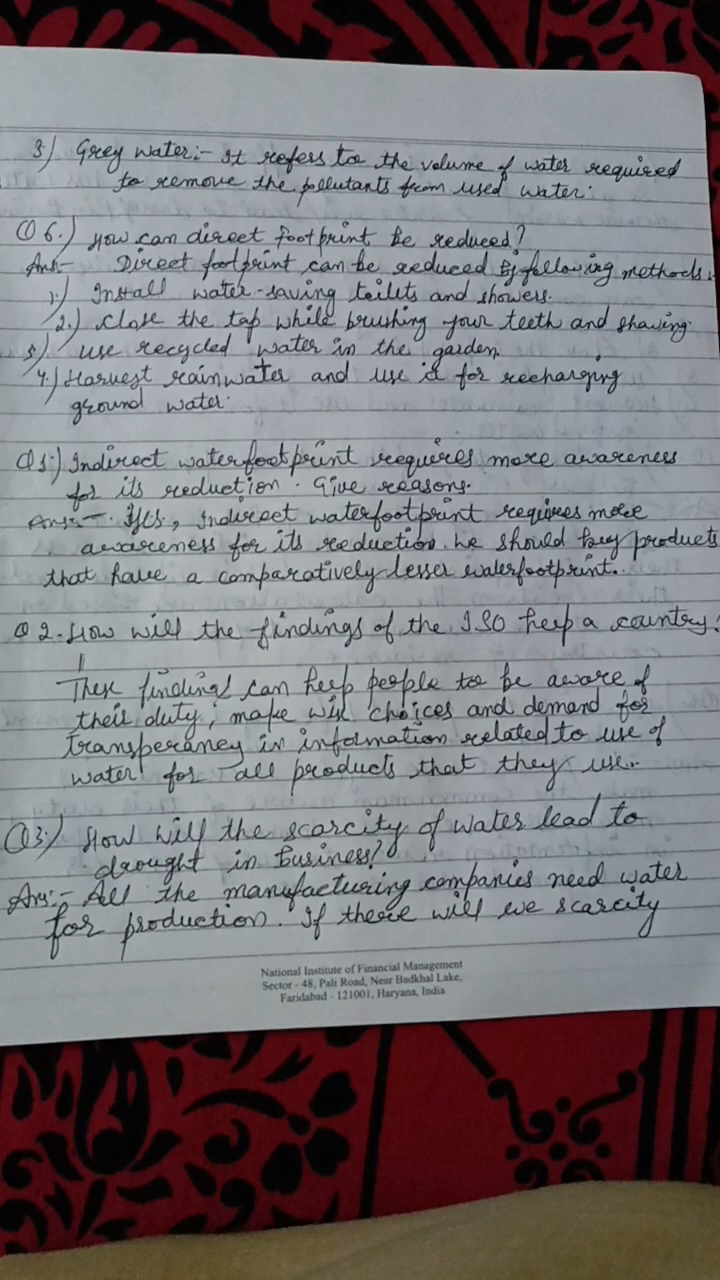 3) Grey water:- It refers to the volume of water required
to remove the pollutants from used water.
Q 6.) How can direct footprint be reduced?
Ans- Direct footprint can be reduced by following methods.
1.) Install water-saving toilets and showers.
2.) Close the tap while brushing your teeth and shaving.
3.) use recycled water in the garden.
4.) Harvest rainwater and use it for recharging
ground water.
Q1.) Indirect waterfootprint requires more awareness
for its reduction. Give reasons.
Ans:- Yes, Indirect waterfootprint requires more
awareness for its reduction. We should buy products
that have a comparatively lesser waterfootprint.
Q 2. How will the findings of the ISO help a country?
These findings can help people to be aware of
their duty, make wise choices and demand for
transperancy in information related to use of
water for all products that they use.
Q3) How will the scarcity of water lead to
drought in business?
Ans:- All the manufacturing companies need water
for production. If there will we scarcity
National Institute of Financial Management
Sector - 48, Pali Road, Near Badkhal Lake,
Faridabad - 121001, Haryana, India